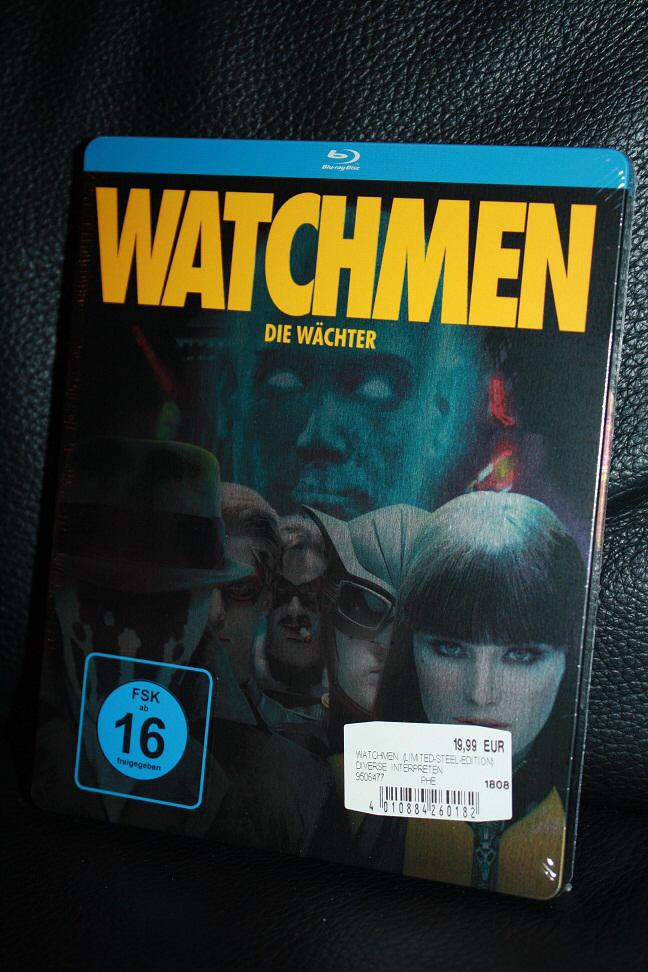 Blu-ray Disc
WATCHMEN
DIE WÄCHTER
FSK
ab
16
freigegeben
19,99 EUR
WATCHMEN (LIMITED-STEEL-EDITION)
DIVERSE INTERPRETEN
9506477 PHE 1808
4 010884 260182